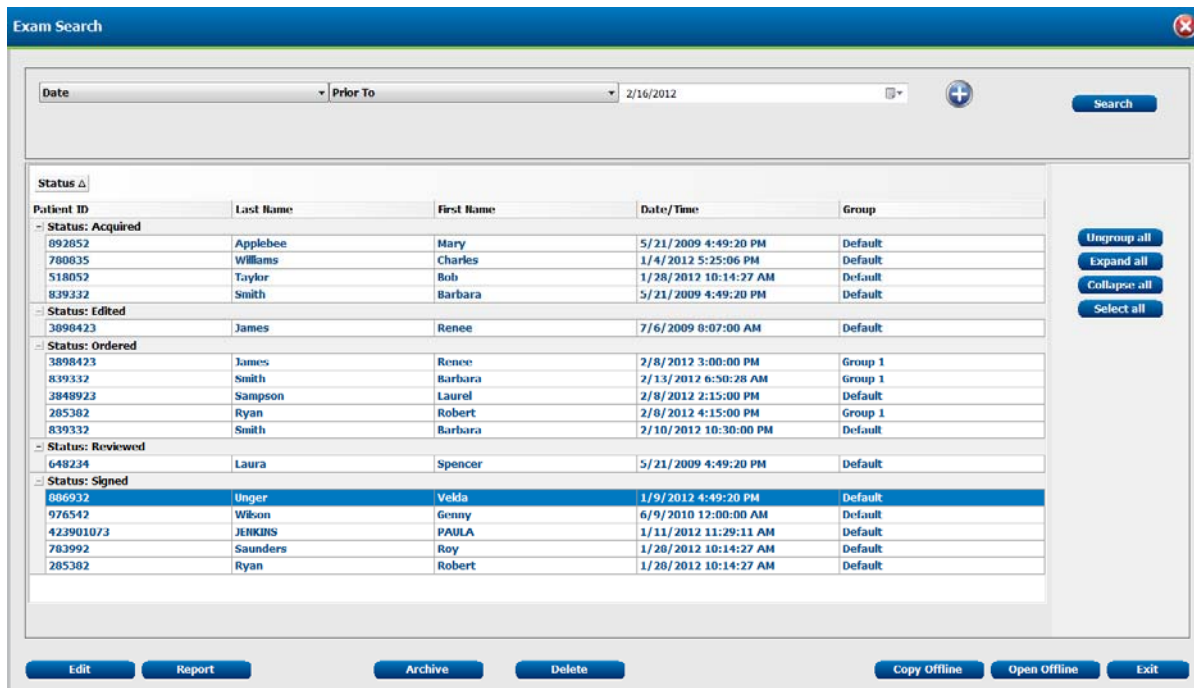 Exam Search
Date Prior To 2/16/2012
Search
Status
Patient ID Last Name First Name Date/Time Group
Status: Acquired
892852 Applebee Mary 5/21/2009 4:49:20 PM Default
780835 Williams Charles 1/4/2012 5:25:06 PM Default
518052 Taylor Bob 1/28/2012 10:14:27 AM Default
839332 Smith Barbara 5/21/2009 4:49:20 PM Default
Status: Edited
3898423 James Renee 7/6/2009 8:07:00 AM Default
Status: Ordered
3898423 James Renee 2/8/2012 3:00:00 PM Group 1
839332 Smith Barbara 2/13/2012 6:50:28 AM Group 1
3848923 Sampson Laurel 2/8/2012 2:15:00 PM Default
285382 Ryan Robert 2/8/2012 4:15:00 PM Group 1
839332 Smith Barbara 2/10/2012 10:30:00 PM Default
Status: Reviewed
648234 Laura Spencer 5/21/2009 4:49:20 PM Default
Status: Signed
886932 Unger Velda 1/9/2012 4:49:20 PM Default
976542 Wilson Genny 6/9/2010 12:00:00 AM Default
423901073 JENKINS PAULA 1/11/2012 11:29:11 AM Default
783992 Saunders Roy 1/28/2012 10:14:27 AM Default
285382 Ryan Robert 1/28/2012 10:14:27 AM Default
Ungroup all
Expand all
Collapse all
Select all
Edit Report Archive Delete Copy Offline Open Offline Exit